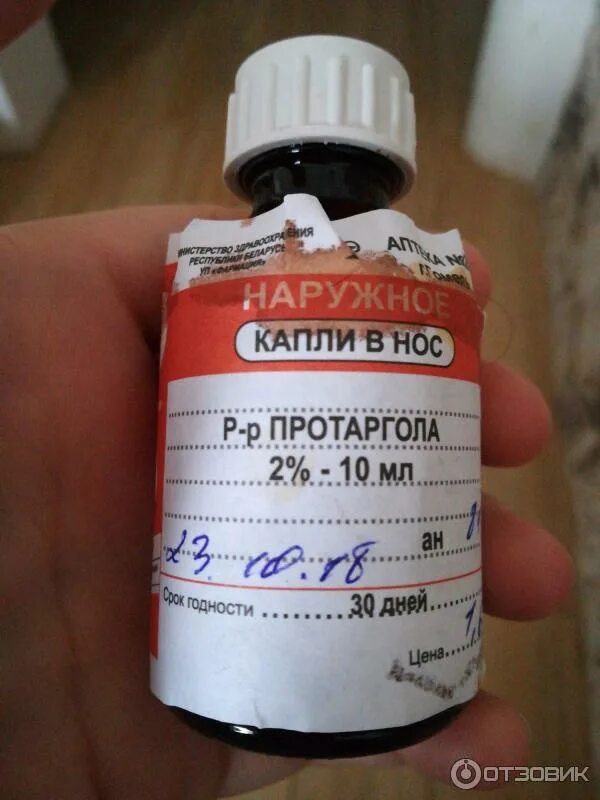 МИНИСТЕРСТВО ЗДРАВООХРАНЕНИЯ
РЕСПУБЛИКИ БЕЛАРУСЬ
УП «ФАРМАЦИЯ»
АПТЕКА
НАРУЖНОЕ
КАПЛИ В НОС
Р-р ПРОТАРГОЛА
2% - 10 мл
ан
23. 10. 18
Срок годности 30 дней
Цена
ОТЗОВИК